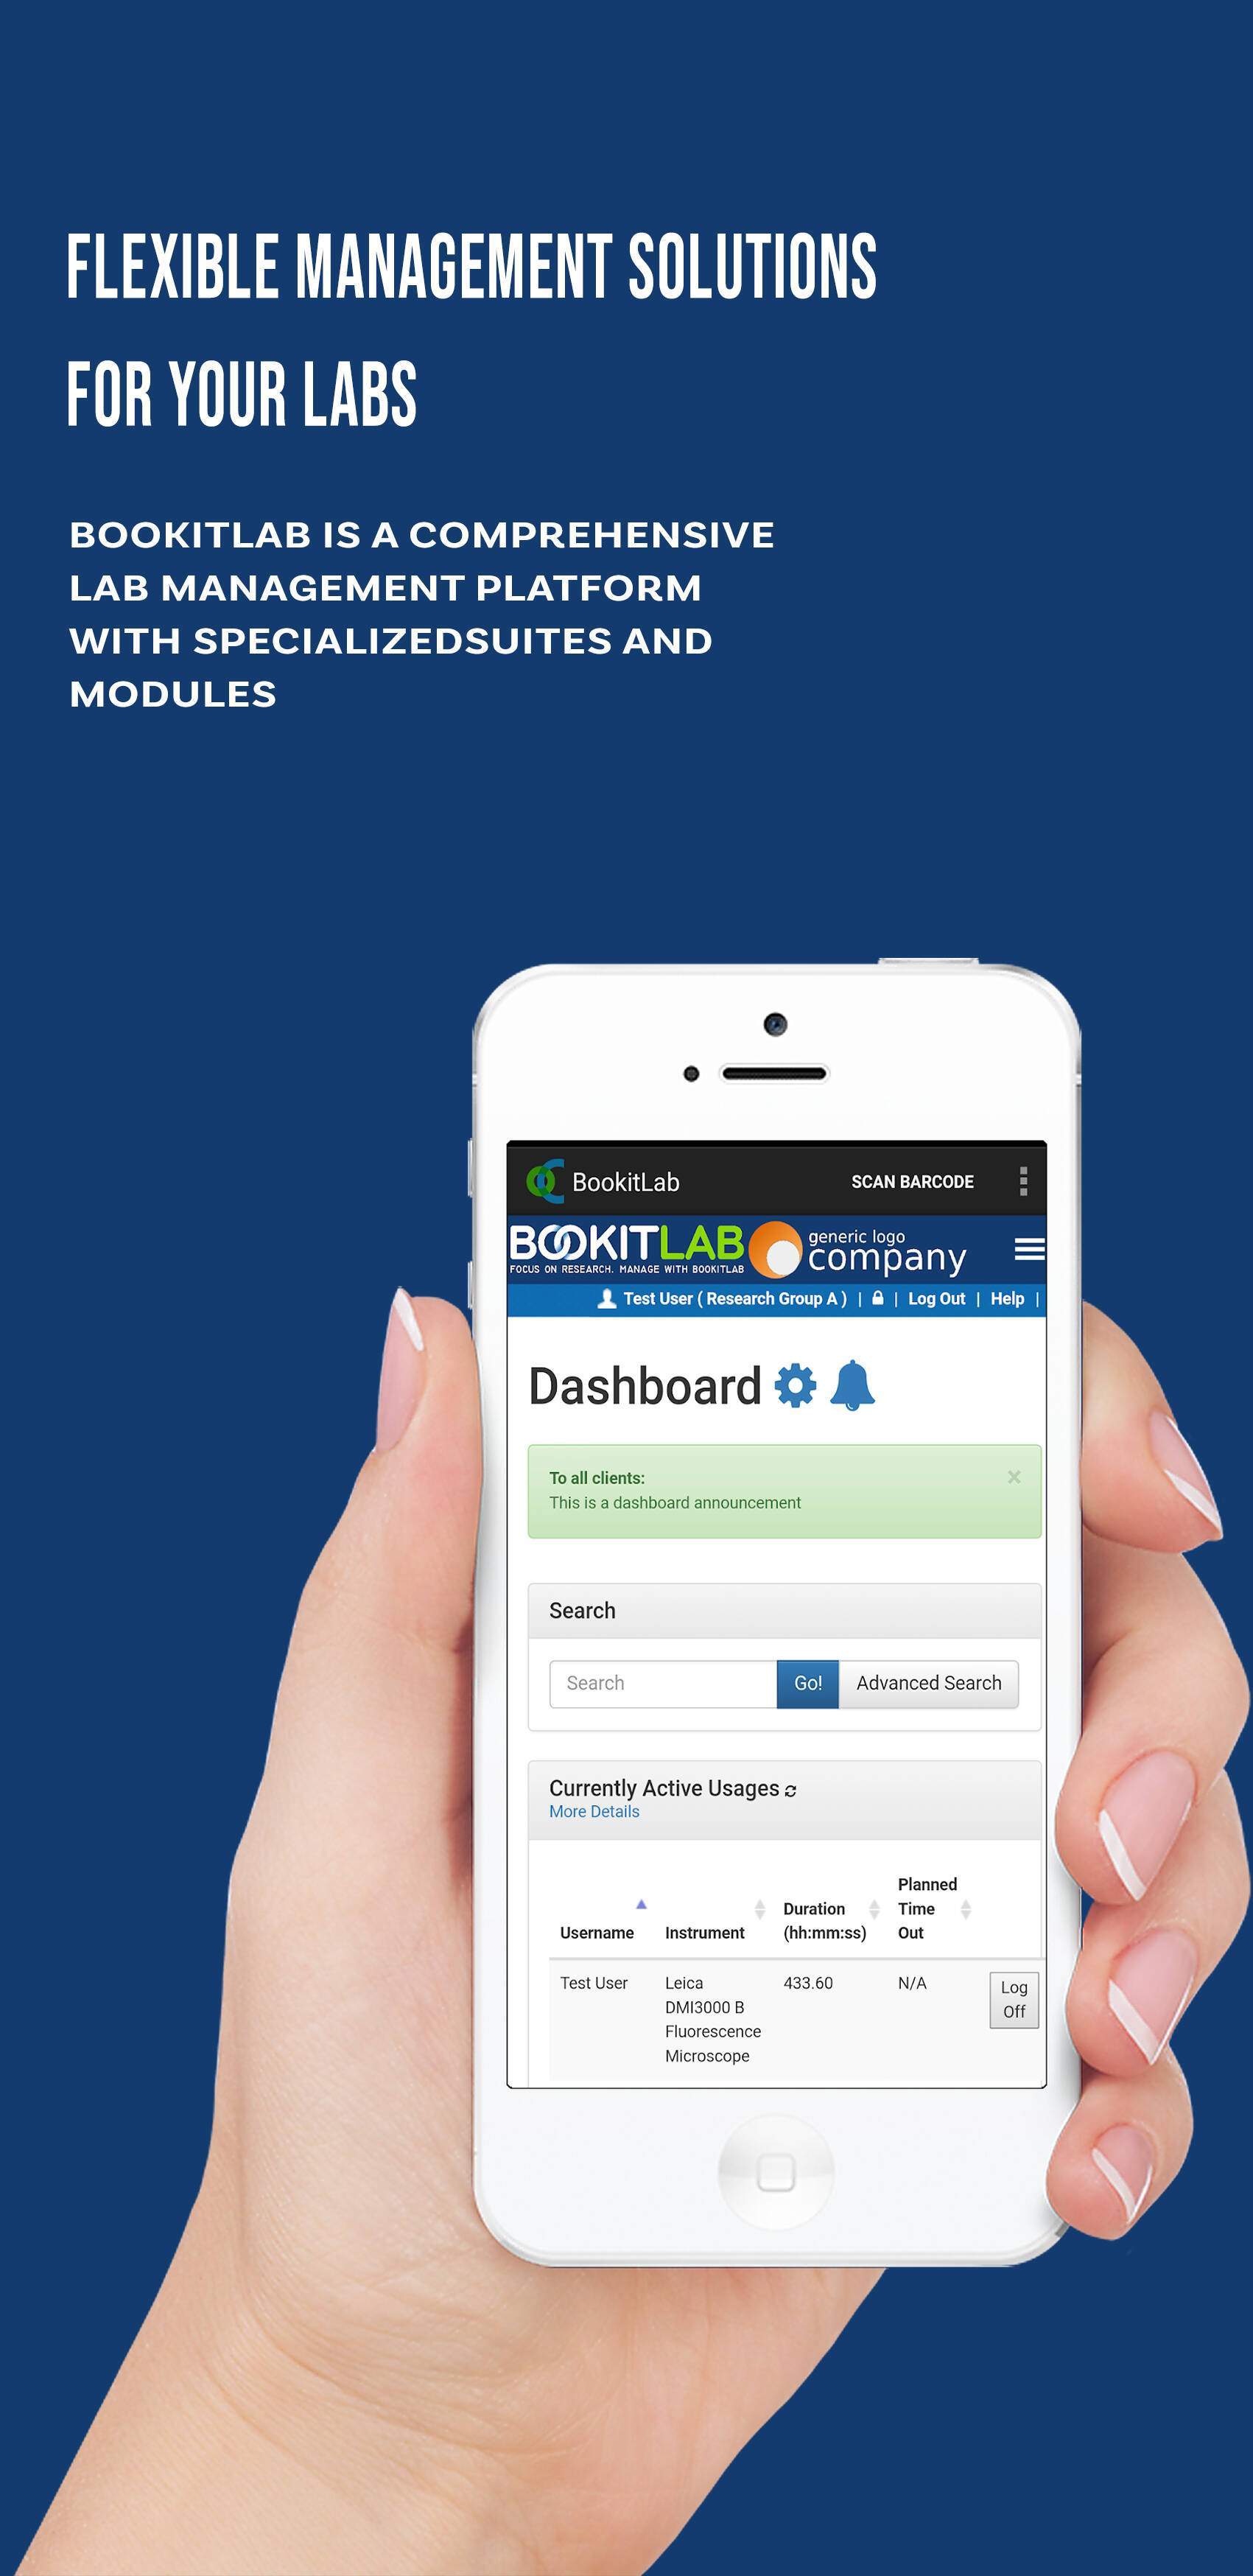 FLEXIBLE MANAGEMENT SOLUTIONS
FOR YOUR LABS
BOOKITLAB IS A COMPREHENSIVE
LAB MANAGEMENT PLATFORM
WITH SPECIALIZEDSUITES AND
MODULES
BookitLab SCAN BARCODE
BOOKITLAB generic logo
FOCUS ON RESEARCH. MANAGE WITH BOOKITLAB company
Test User ( Research Group A ) | | Log Out | Help |
Dashboard
To all clients: ×
This is a dashboard announcement
Search
Search Go! Advanced Search
Currently Active Usages
More Details
Planned
Duration Time
Username Instrument (hh:mm:ss) Out
Test User Leica 433.60 N/A Log
DMI3000 B Off
Fluorescence
Microscope